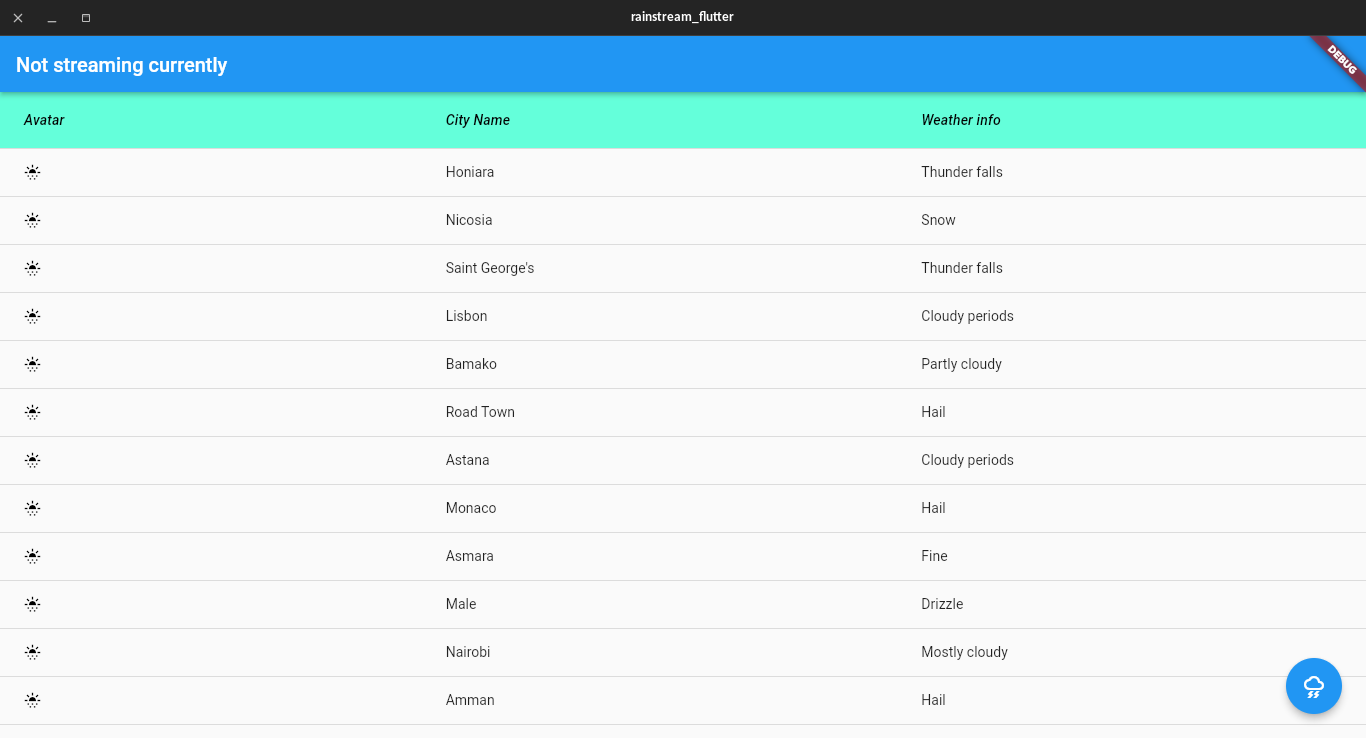 rainstream_flutter
Not streaming currently
DEBUG
Avatar City Name Weather info
Honiara Thunder falls
Nicosia Snow
Saint George's Thunder falls
Lisbon Cloudy periods
Bamako Partly cloudy
Road Town Hail
Astana Cloudy periods
Monaco Hail
Asmara Fine
Male Drizzle
Nairobi Mostly cloudy
Amman Hail